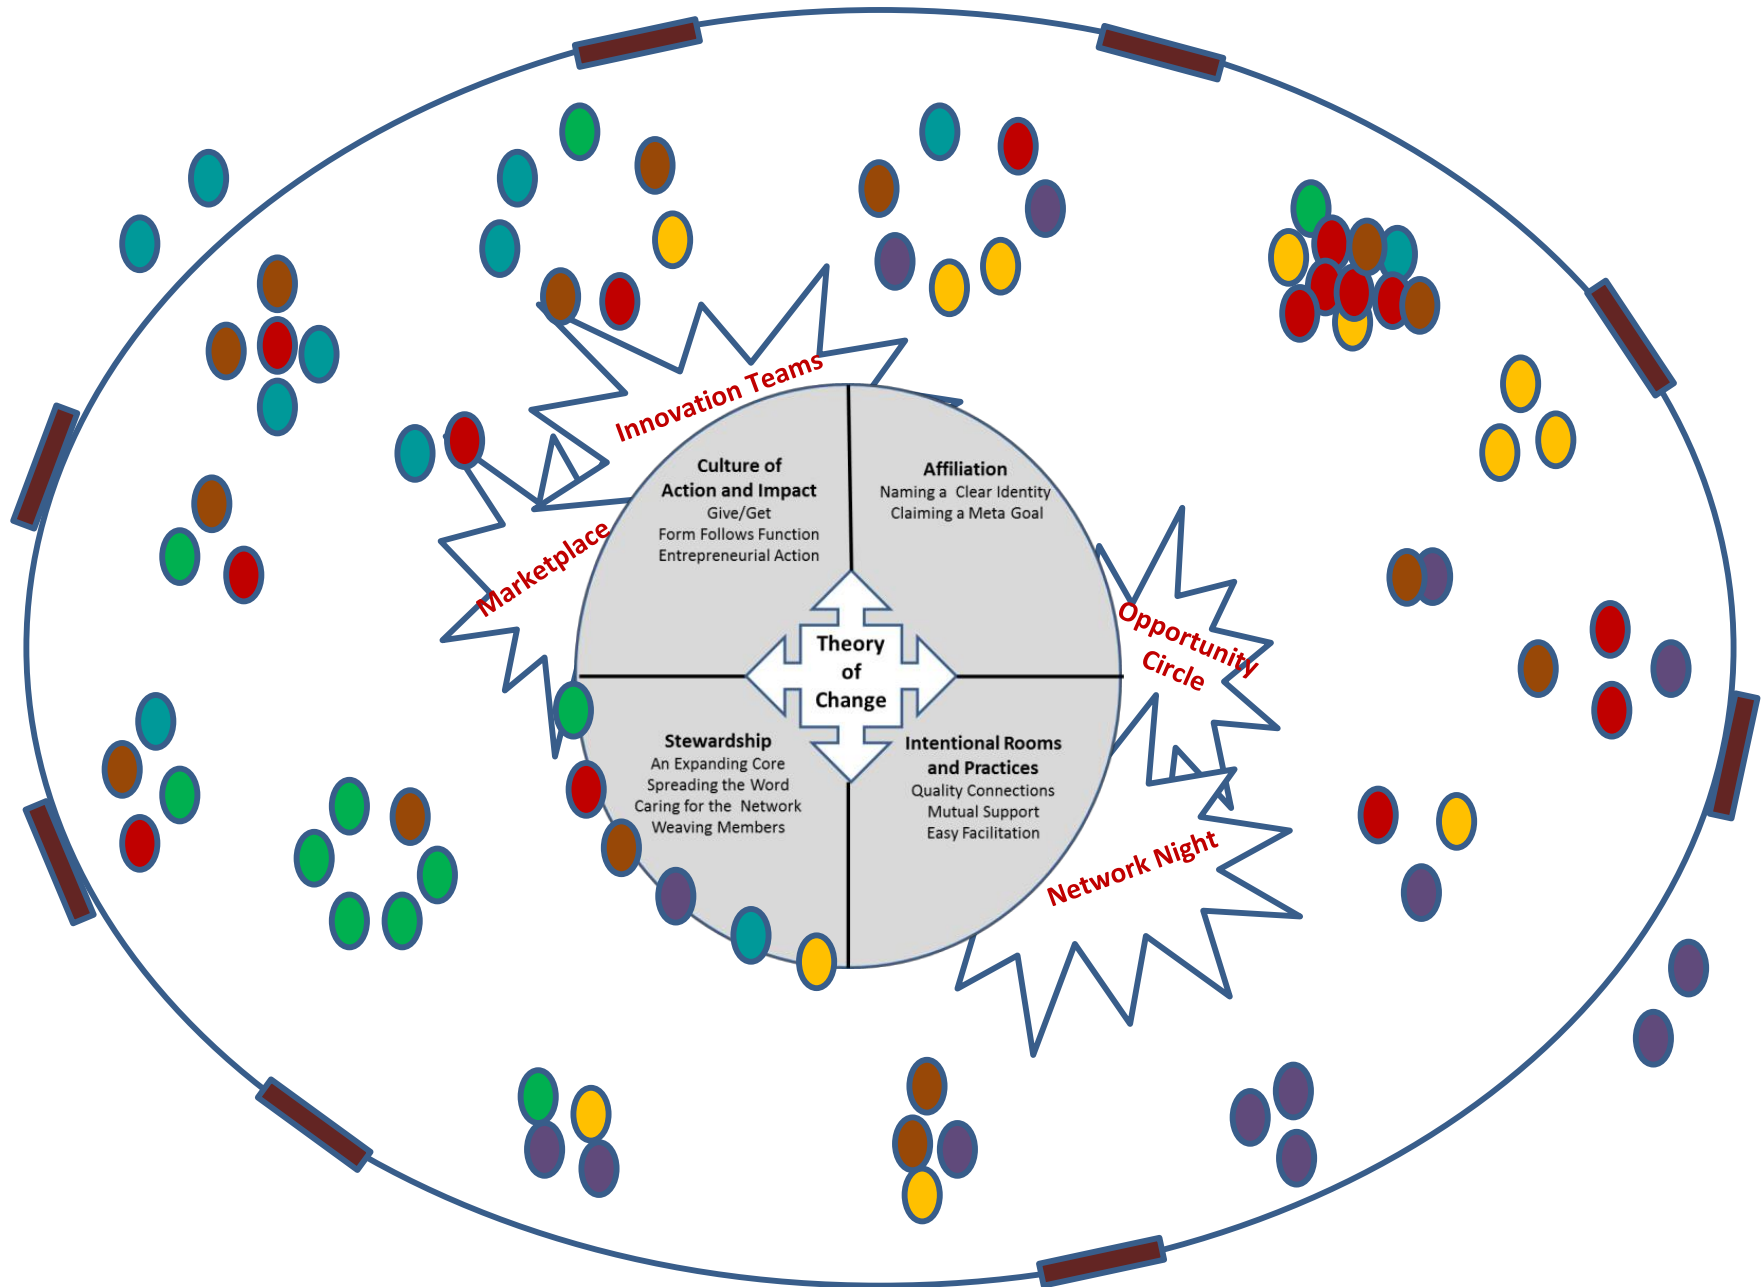 Innovation Teams
Marketplace
Culture of
Action and Impact
Give/Get
Form Follows Function
Entrepreneurial Action
Affiliation
Naming a Clear Identity
Claiming a Meta Goal
Opportunity
Circle
Theory
of
Change
Stewardship
An Expanding Core
Spreading the Word
Caring for the Network
Weaving Members
Intentional Rooms
and Practices
Quality Connections
Mutual Support
Easy Facilitation
Network Night